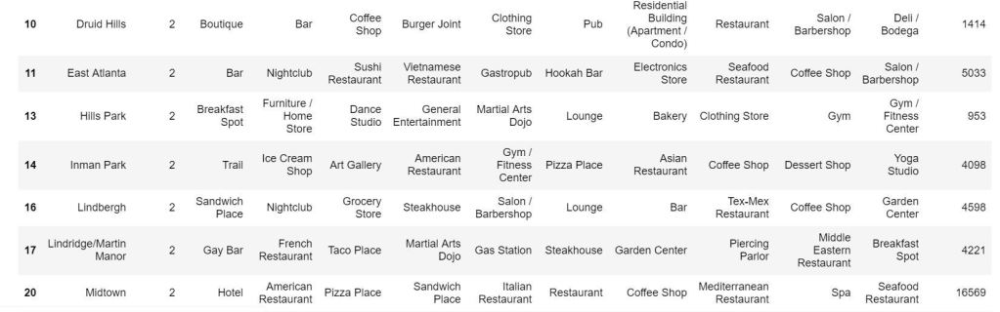 10 Druid Hills 2 Boutique Bar Coffee Shop Burger Joint Clothing Store Pub Residential Building (Apartment / Condo) Restaurant Salon / Barbershop Deli / Bodega 1414
11 East Atlanta 2 Bar Nightclub Sushi Restaurant Vietnamese Restaurant Gastropub Hookah Bar Electronics Store Seafood Restaurant Coffee Shop Salon / Barbershop 5033
13 Hills Park 2 Breakfast Spot Furniture / Home Store Dance Studio General Entertainment Martial Arts Dojo Lounge Bakery Clothing Store Gym Gym / Fitness Center 953
14 Inman Park 2 Trail Ice Cream Shop Art Gallery American Restaurant Gym / Fitness Center Pizza Place Asian Restaurant Coffee Shop Dessert Shop Yoga Studio 4098
16 Lindbergh 2 Sandwich Place Nightclub Grocery Store Steakhouse Salon / Barbershop Lounge Bar Tex-Mex Restaurant Coffee Shop Garden Center 4598
17 Lindridge/Martin Manor 2 Gay Bar French Restaurant Taco Place Martial Arts Dojo Gas Station Steakhouse Garden Center Piercing Parlor Middle Eastern Restaurant Breakfast Spot 4221
20 Midtown 2 Hotel American Restaurant Pizza Place Sandwich Place Italian Restaurant Restaurant Coffee Shop Mediterranean Restaurant Spa Seafood Restaurant 16569